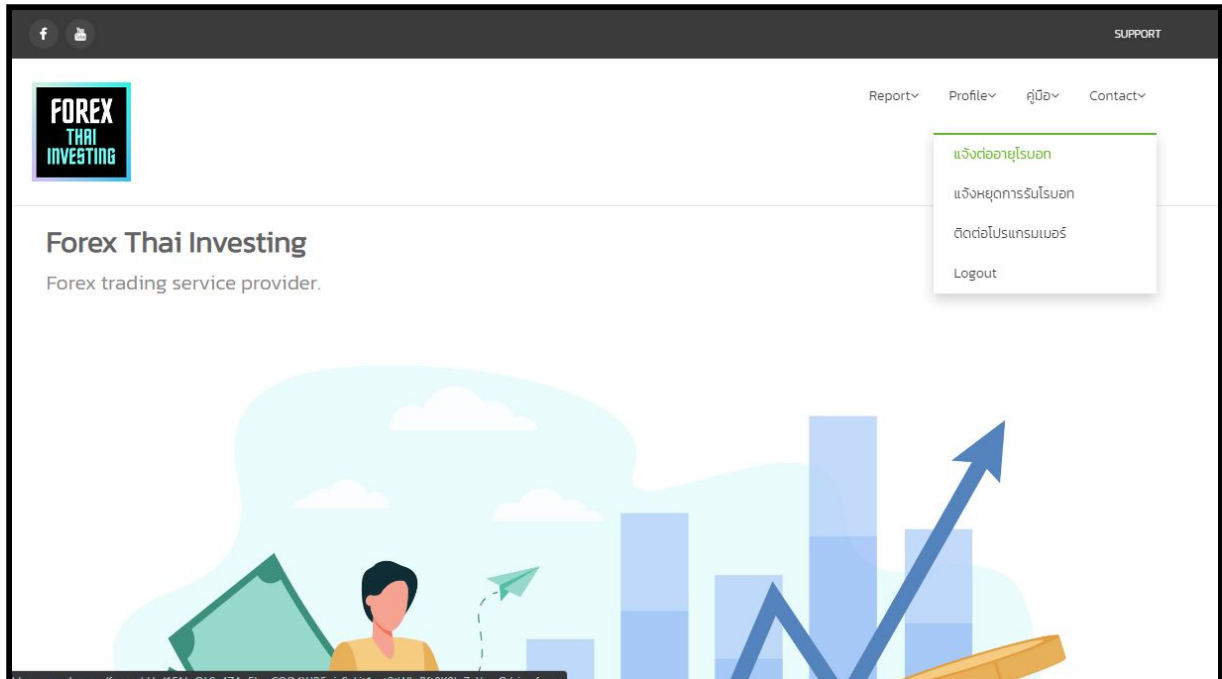 SUPPORT
FOREX
THAI
INVESTING
Report Profile คู่มือ Contact
แจ้งต่ออายุโรบอท
แจ้งหยุดการรันโรบอท
ติดต่อโปรแกรมเมอร์
Logout
Forex Thai Investing
Forex trading service provider.